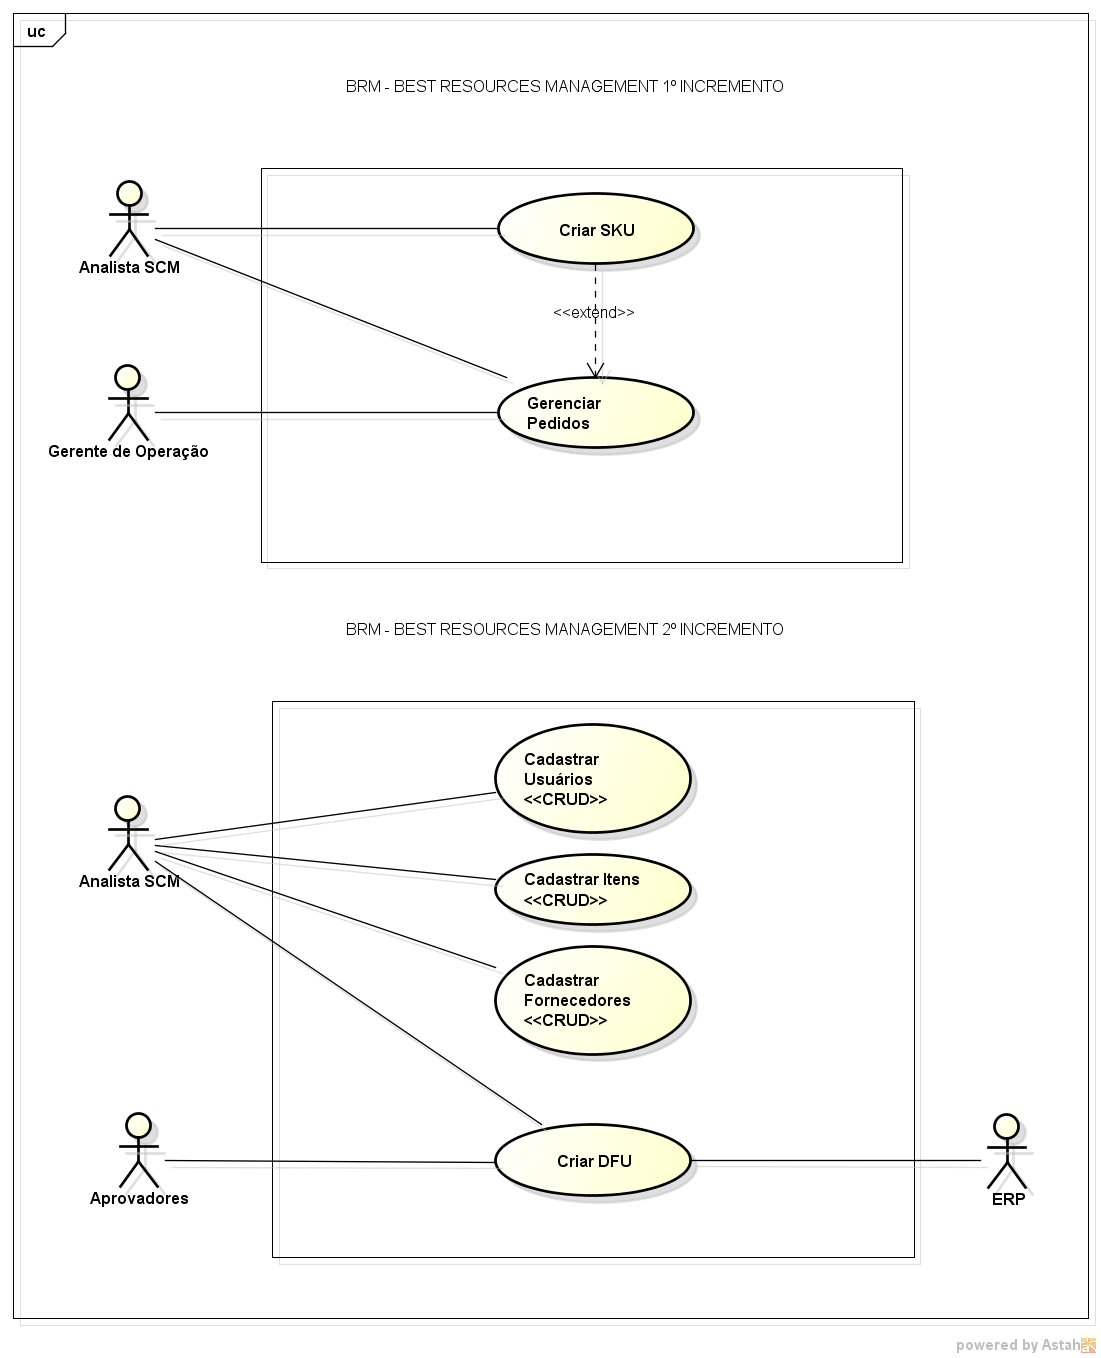 uc
BRM - BEST RESOURCES MANAGEMENT 1º INCREMENTO
Criar SKU
Analista SCM
<<extend>>
Gerenciar
Pedidos
Gerente de Operação
BRM - BEST RESOURCES MANAGEMENT 2º INCREMENTO
Cadastrar
Usuários
<<CRUD>>
Analista SCM
Cadastrar Itens
<<CRUD>>
Cadastrar
Fornecedores
<<CRUD>>
Criar DFU
Aprovadores
ERP
powered by Astah